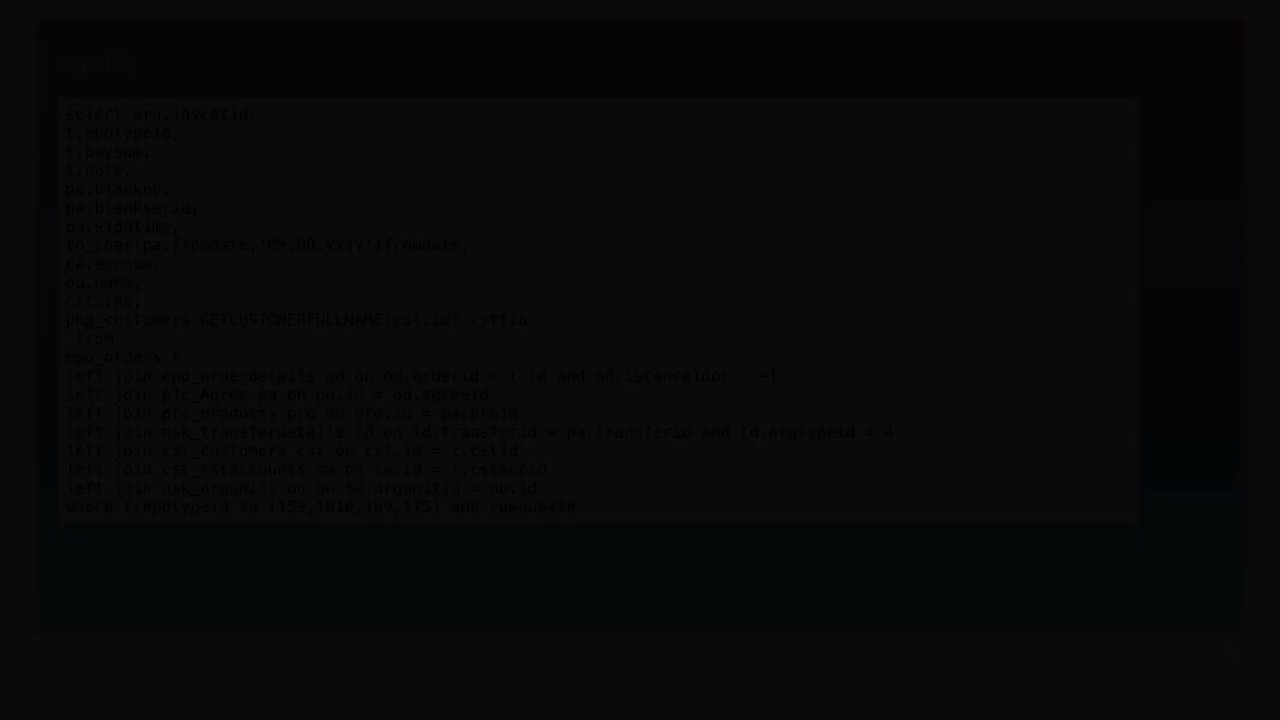 select pro.inscatid,
t.epotypeid,
t.paysum,
t.note,
pa.blankno,
pa.blankseria,
pa.signtime,
to_char(pa.fromdate,'MM.DD.YYYY')fromdate,
ca.accnum,
ou.name,
cst.inn,
pkg_customers.GETCUSTOMERFULLNAME(cst.id) cstfio
from
epo_orders t
left join epo_orderdetails od on od.orderid = t.id and od.iscanceldoc = -1
left join plc_Agree pa on pa.id = od.agreeid
left join pro_products pro on pro.id = pa.proid
left join nsk_transferdetails td on td.transferid = pa.transferid and td.orgtypeid = 4
left join cst_customers cst on cst.id = t.cstid
left join cst_cstaccounts ca on ca.id = t.cstaccid
left join nsk_orgunits ou on td.orgunitid = ou.id
where t.epotypeid in (159,1010,169,175) and rownum<20